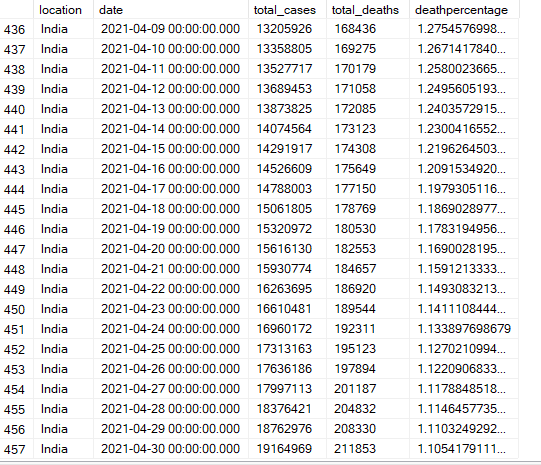 location date total_cases total_deaths deathpercentage
436 India 2021-04-09 00:00:00.000 13205926 168436 1.2754576998...
437 India 2021-04-10 00:00:00.000 13358805 169275 1.2671417840...
438 India 2021-04-11 00:00:00.000 13527717 170179 1.2580023665...
439 India 2021-04-12 00:00:00.000 13689453 171058 1.2495605193...
440 India 2021-04-13 00:00:00.000 13873825 172085 1.2403572915...
441 India 2021-04-14 00:00:00.000 14074564 173123 1.2300416552...
442 India 2021-04-15 00:00:00.000 14291917 174308 1.2196264503...
443 India 2021-04-16 00:00:00.000 14526609 175649 1.2091534920...
444 India 2021-04-17 00:00:00.000 14788003 177150 1.1979305116...
445 India 2021-04-18 00:00:00.000 15061805 178769 1.1869028977...
446 India 2021-04-19 00:00:00.000 15320972 180530 1.1783194956...
447 India 2021-04-20 00:00:00.000 15616130 182553 1.1690028195...
448 India 2021-04-21 00:00:00.000 15930774 184657 1.1591213333...
449 India 2021-04-22 00:00:00.000 16263695 186920 1.1493083213...
450 India 2021-04-23 00:00:00.000 16610481 189544 1.1411108444...
451 India 2021-04-24 00:00:00.000 16960172 192311 1.133897698679
452 India 2021-04-25 00:00:00.000 17313163 195123 1.1270210994...
453 India 2021-04-26 00:00:00.000 17636186 197894 1.1220906833...
454 India 2021-04-27 00:00:00.000 17997113 201187 1.1178848518...
455 India 2021-04-28 00:00:00.000 18376421 204832 1.1146457735...
456 India 2021-04-29 00:00:00.000 18762976 208330 1.1103249292...
457 India 2021-04-30 00:00:00.000 19164969 211853 1.1054179111...